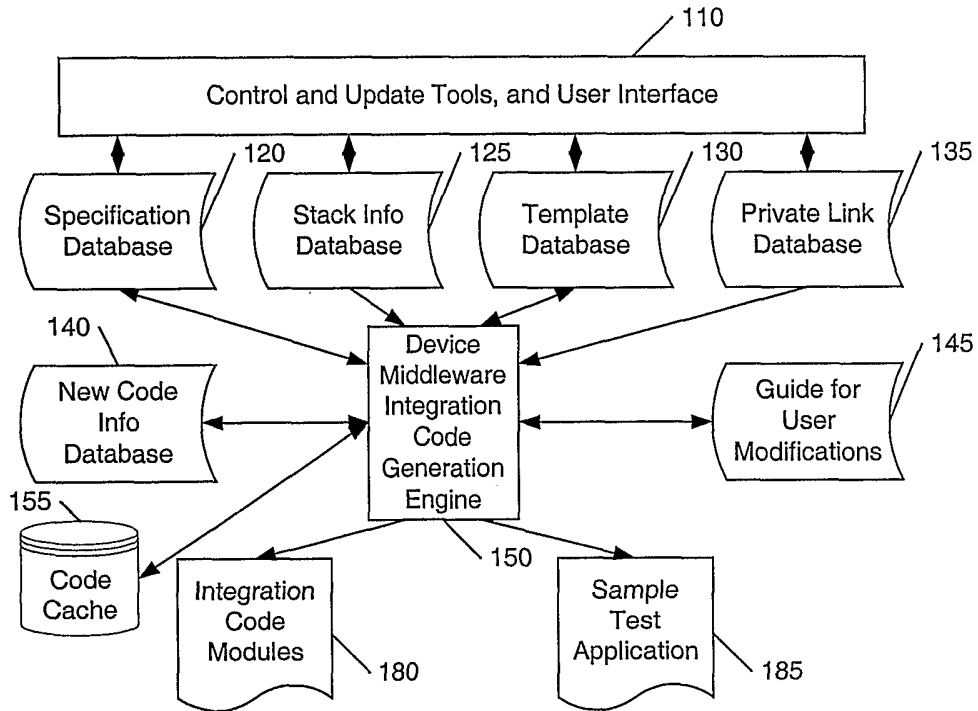 110
Control and Update Tools, and User Interface
120
125
130
135
Specification
Database
Stack Info
Database
Template
Database
Private Link
Database
140
145
New Code
Info
Database
Device
Middleware
Integration
Code
Generation
Engine
Guide for
User
Modifications
155
150
Code
Cache
Integration
Code
Modules
180
Sample
Test
Application
185